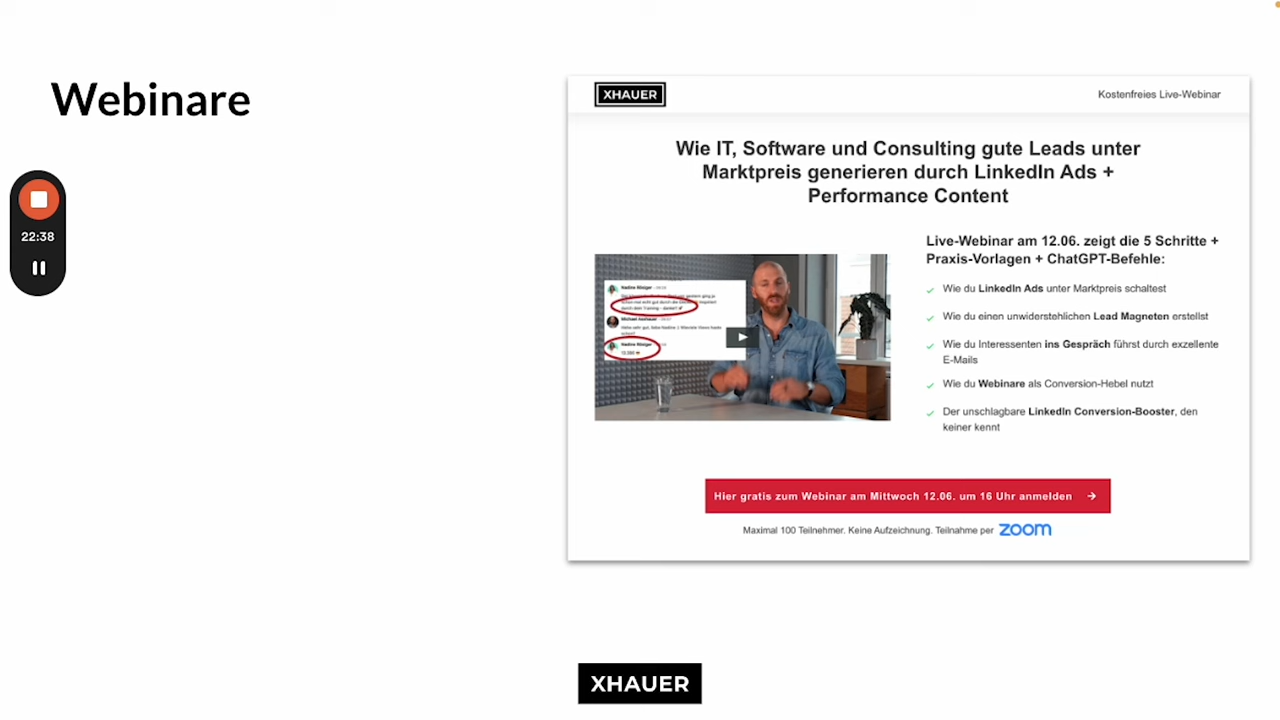 Webinare
22:38
XHAUER
Kostenfreies Live-Webinar
Wie IT, Software und Consulting gute Leads unter
Marktpreis generieren durch LinkedIn Ads +
Performance Content
Live-Webinar am 12.06. zeigt die 5 Schritte +
Praxis-Vorlagen + ChatGPT-Befehle:
Wie du LinkedIn Ads unter Marktpreis schaltest
Wie du einen unwiderstehlichen Lead Magneten erstellst
Wie du Interessenten ins Gespräch führst durch exzellente
E-Mails
Wie du Webinare als Conversion-Hebel nutzt
Der unschlagbare LinkedIn Conversion-Booster, den
keiner kennt
Hier gratis zum Webinar am Mittwoch 12.06. um 16 Uhr anmelden →
Maximal 100 Teilnehmer. Keine Aufzeichnung. Teilnahme per zoom
XHAUER